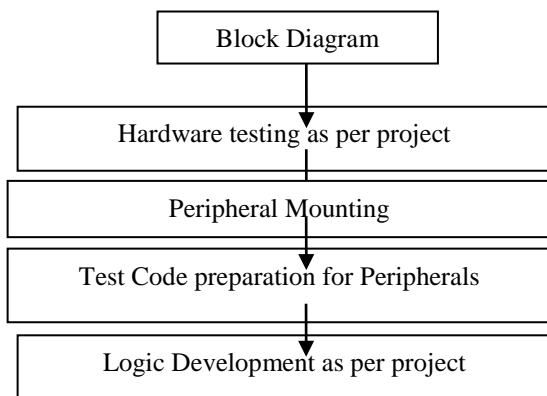 Block Diagram
Hardware testing as per project
Peripheral Mounting
Test Code preparation for Peripherals
Logic Development as per project